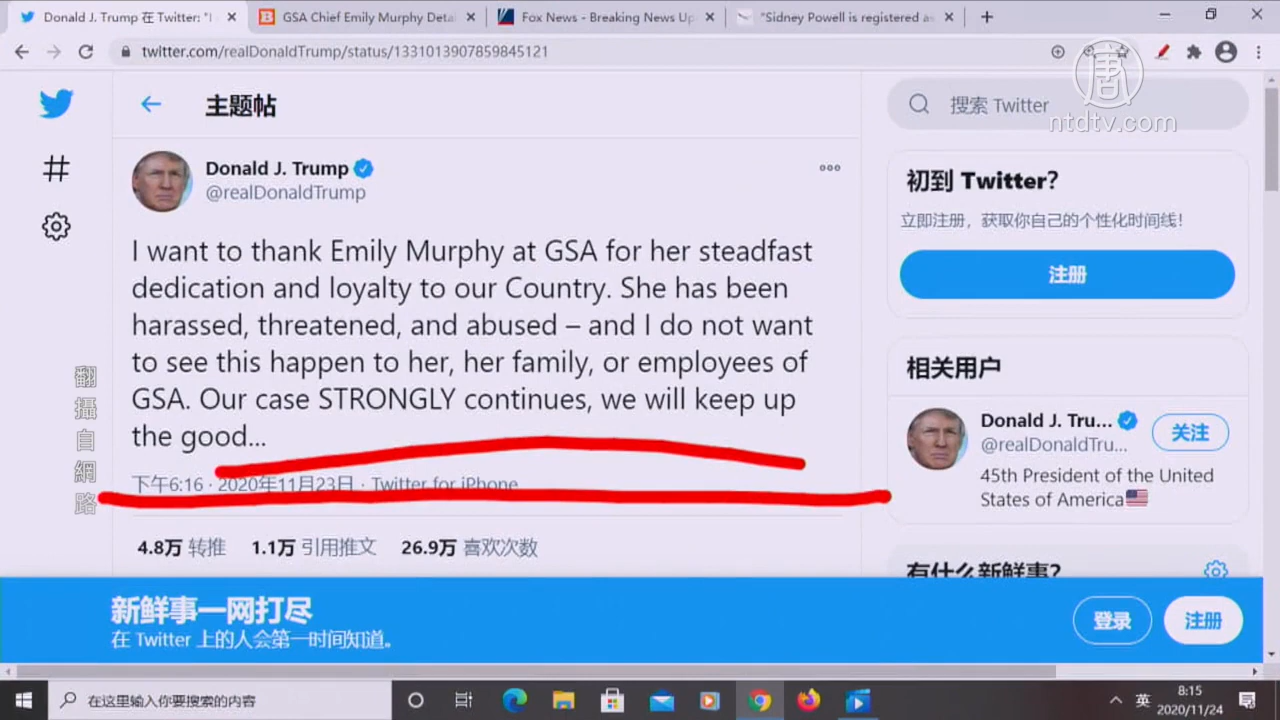 Donald J. Trump 在 Twitter: "I
GSA Chief Emily Murphy Deta
Fox News - Breaking News Up
"Sidney Powell is registered as
twitter.com/realDonaldTrump/status/1331013907859845121
唐
ntdtv.com
主题帖
搜索 Twitter
Donald J. Trump
@realDonaldTrump
I want to thank Emily Murphy at GSA for her steadfast
dedication and loyalty to our Country. She has been
harassed, threatened, and abused – and I do not want
to see this happen to her, her family, or employees of
GSA. Our case STRONGLY continues, we will keep up
the good...
下午6:16 · 2020年11月23日 · Twitter for iPhone
4.8万 转推 1.1万 引用推文 26.9万 喜欢次数
翻攝自網路
初到 Twitter?
立即注册，获取你自己的个性化时间线！
注册
相关用户
Donald J. Tru...
@realDonaldTru...
关注
45th President of the United
States of America
有什么新鲜事?
新鲜事一网打尽
在 Twitter 上的人会第一时间知道。
登录
注册
在这里输入你要搜索的内容
英
8:15
2020/11/24